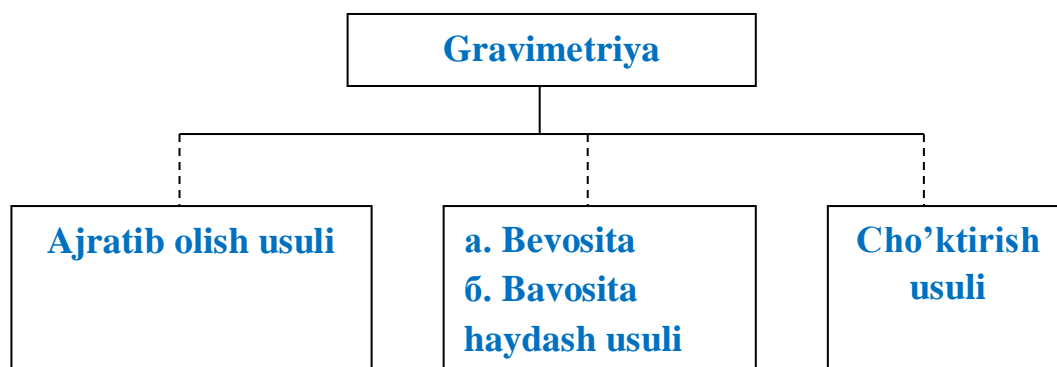 Gravimetriya
Ajratib olish usuli
a. Bevosita
б. Bavosita
haydash usuli
Cho’ktirish
usuli